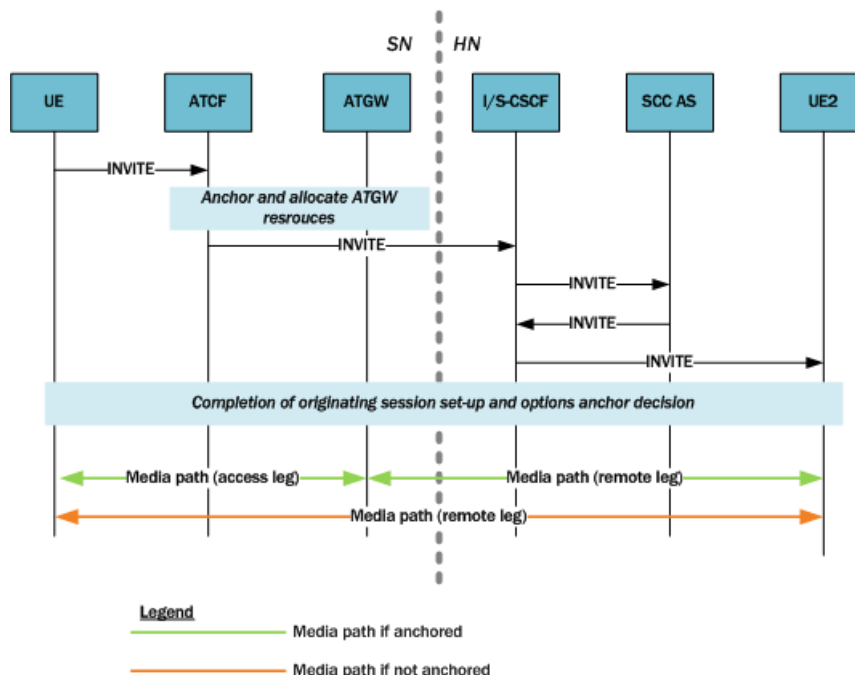 SN HN
UE ATCF ATGW I/S-CSCF SCC AS UE2
INVITE
Anchor and allocate ATGW
resrouces
INVITE
INVITE
INVITE
INVITE
Completion of originating session set-up and options anchor decision
Media path (access leg) Media path (remote leg)
Media path (remote leg)
Legend
Media path if anchored
Media path if not anchored